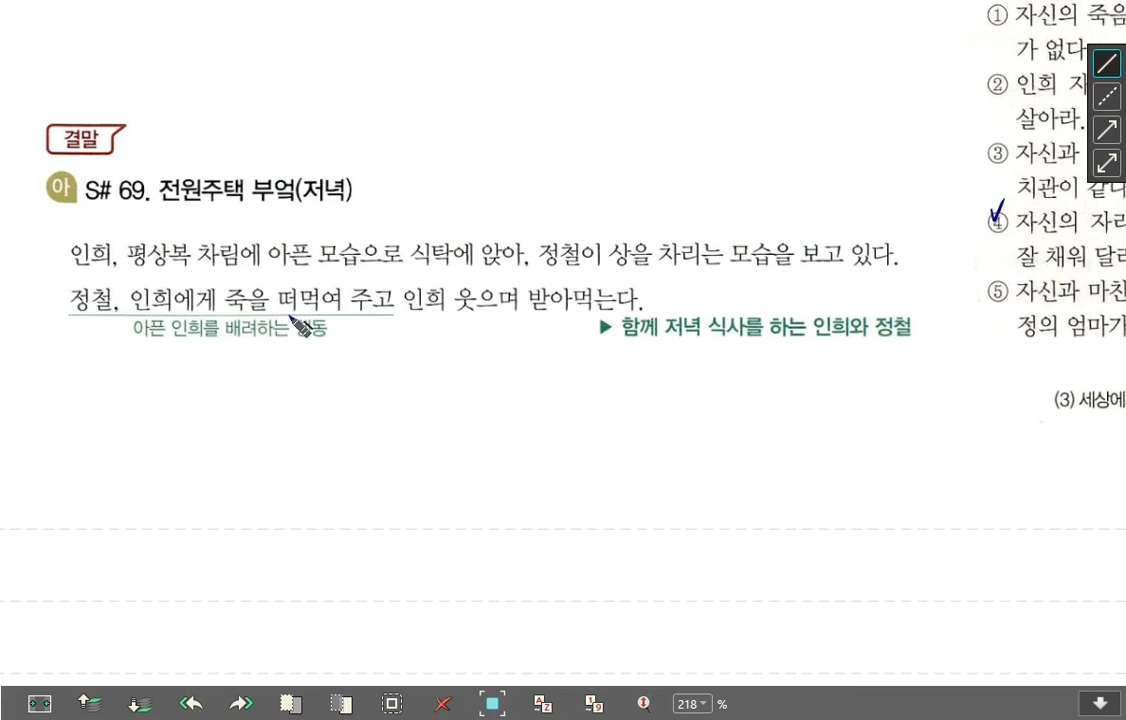 결말
아 S# 69. 전원주택 부엌(저녁)
인희, 평상복 차림에 아픈 모습으로 식탁에 앉아, 정철이 상을 차리는 모습을 보고 있다.
정철, 인희에게 죽을 떠먹여 주고 인희 웃으며 받아먹는다.
아픈 인희를 배려하는 동
▶ 함께 저녁 식사를 하는 인희와 정철
① 자신의 죽음
가 없다
② 인희 자
살아라.
③ 자신과
치관이 같다
④ 자신의 자리
잘 채워 달라
⑤ 자신과 마찬
정의 엄마가
(3) 세상에
218 %